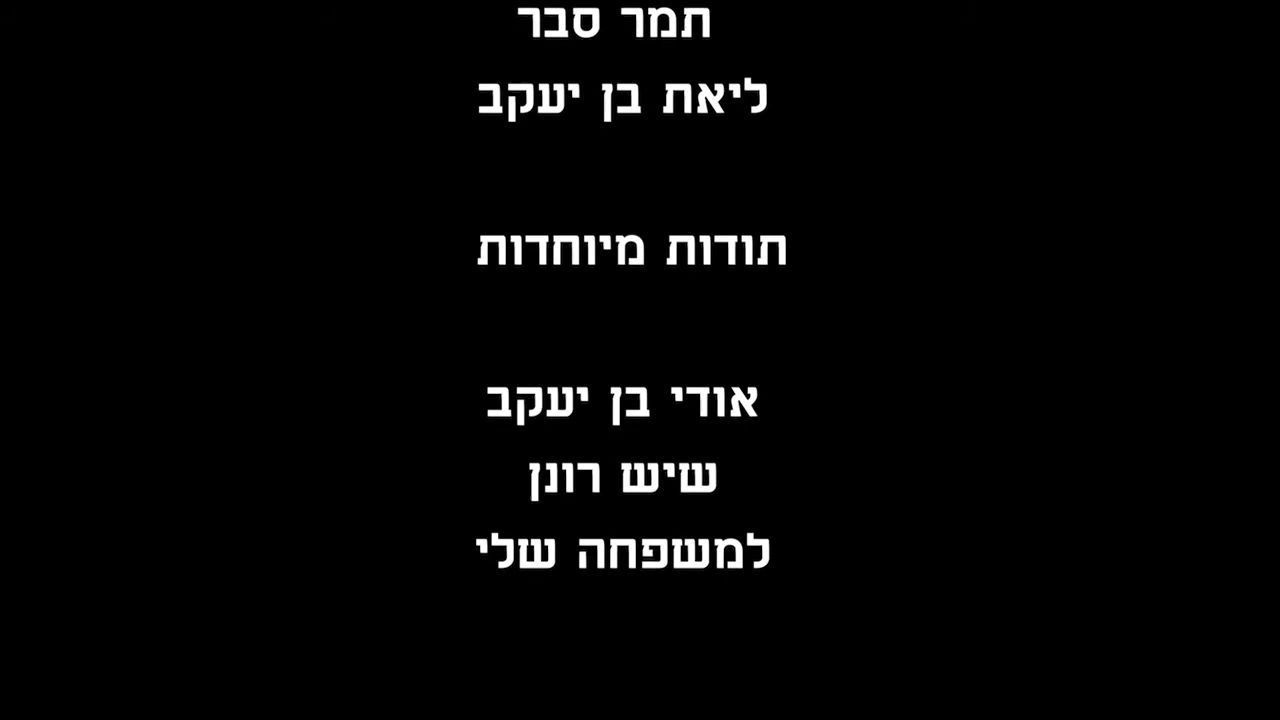 תמר סבר
ליאת בן יעקב
תודות מיוחדות
אודי בן יעקב
שיש רונן
למשפחה שלי